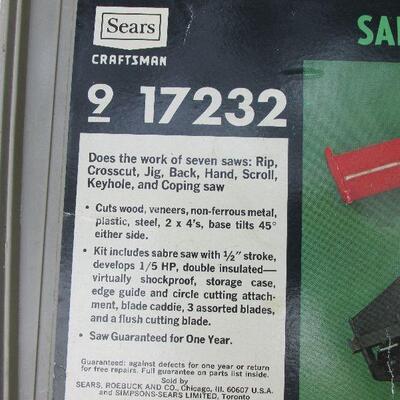 Sears
SA
CRAFTSMAN
9 17232
Does the work of seven saws: Rip,
Crosscut, Jig, Back, Hand, Scroll,
Keyhole, and Coping saw
• Cuts wood, veneers, non-ferrous metal,
plastic, steel, 2 x 4's, base tilts 45°
either side.
• Kit includes sabre saw with ½" stroke,
develops 1/5 HP, double insulated—
virtually shockproof, storage case,
edge guide and circle cutting attach-
ment, blade caddie, 3 assorted blades,
and a flush cutting blade.
• Saw Guaranteed for One Year.
Guaranteed: against defects for one year or return
for free repairs. Full guarantee on parts list inside.
Sold by
SEARS, ROEBUCK AND CO., Chicago, Ill. 60607 U.S.A.
and SIMPSONS-SEARS LIMITED, Toronto